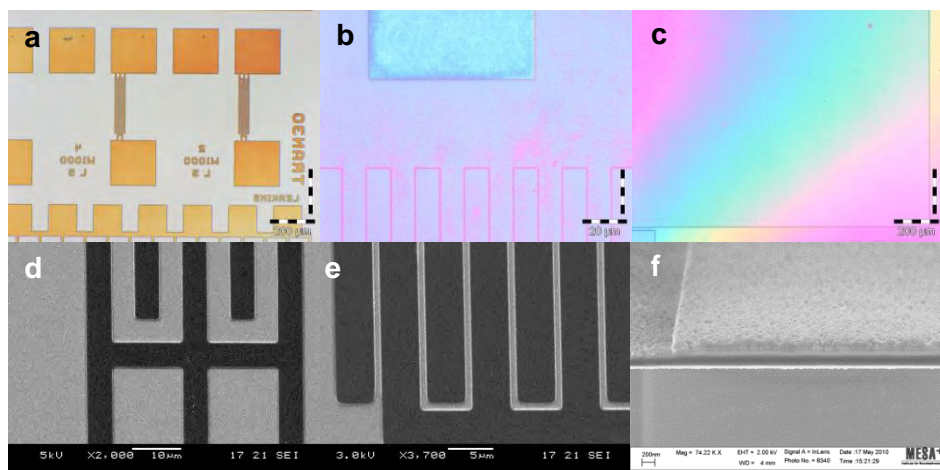 a
b
c
W1000
W1000
200 µm
20 µm
200 µm
d
e
f
5kV X2,000 10µm 17 21 SEI
3.0kV X3,700 5µm 17 21 SEI
200nm Mag = 74.22 K X EHT = 2.00 kV Signal A = InLens Date :17 May 2010 MESA
WD = 4 mm Photo No. = 8340 Time :15:21:29